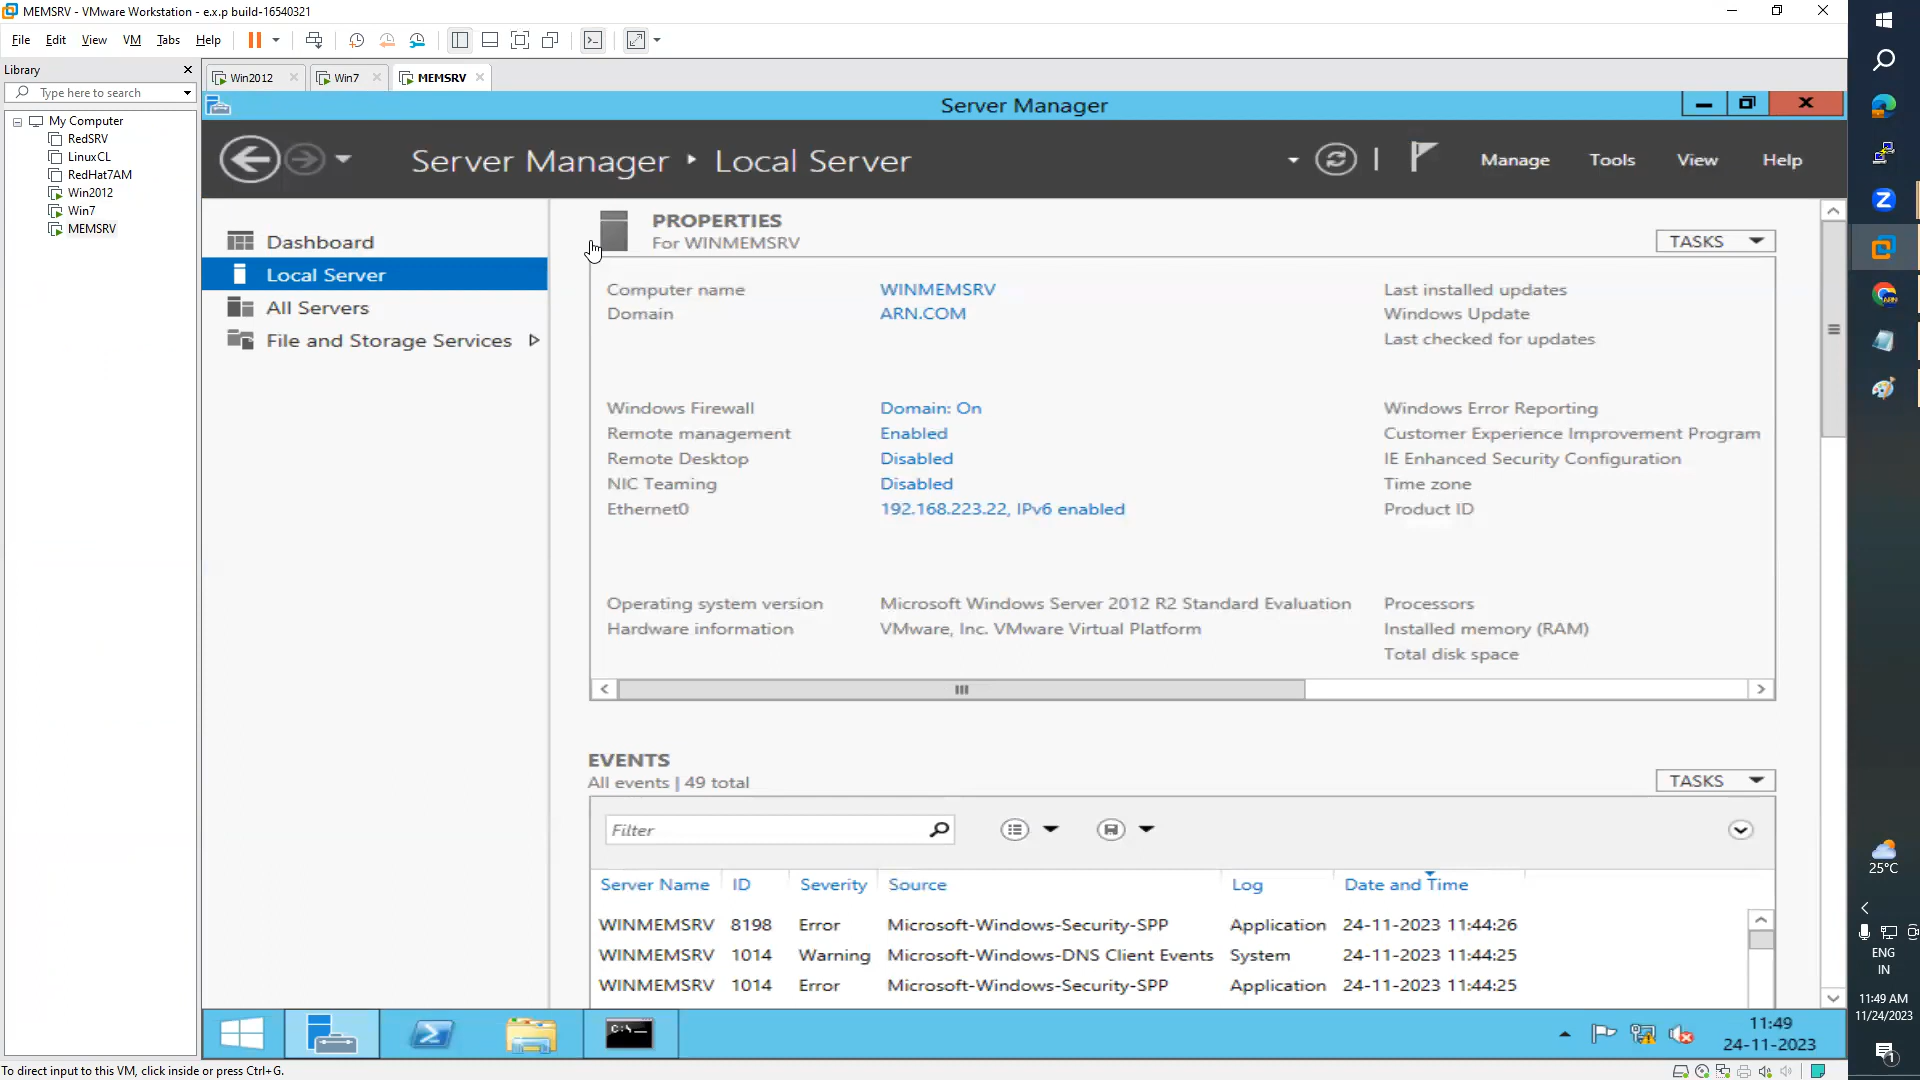 MEMSRV - VMware Workstation - e.x.p build-16540321
File Edit View VM Tabs Help
Library
Type here to search
My Computer
RedSRV
LinuxCL
RedHat7AM
Win2012
Win7
MEMSRV
Win2012 Win7 MEMSRV
Server Manager
Server Manager Local Server
Manage Tools View Help
Dashboard
Local Server
All Servers
File and Storage Services
PROPERTIES
For WINMEMSRV
TASKS
Computer name WINMEMSRV Last installed updates
Domain ARN.COM Windows Update
Last checked for updates
Windows Firewall Domain: On Windows Error Reporting
Remote management Enabled Customer Experience Improvement Program
Remote Desktop Disabled IE Enhanced Security Configuration
NIC Teaming Disabled Time zone
Ethernet0 192.168.223.22, IPv6 enabled Product ID
Operating system version Microsoft Windows Server 2012 R2 Standard Evaluation Processors
Hardware information VMware, Inc. VMware Virtual Platform Installed memory (RAM)
Total disk space
EVENTS
All events | 49 total
TASKS
Filter
Server Name ID Severity Source Log Date and Time
WINMEMSRV 8198 Error Microsoft-Windows-Security-SPP Application 24-11-2023 11:44:26
WINMEMSRV 1014 Warning Microsoft-Windows-DNS Client Events System 24-11-2023 11:44:25
WINMEMSRV 1014 Error Microsoft-Windows-Security-SPP Application 24-11-2023 11:44:25
11:49
24-11-2023
To direct input to this VM, click inside or press Ctrl+G.
25°C
ENG
IN
11:49 AM
11/24/2023
1